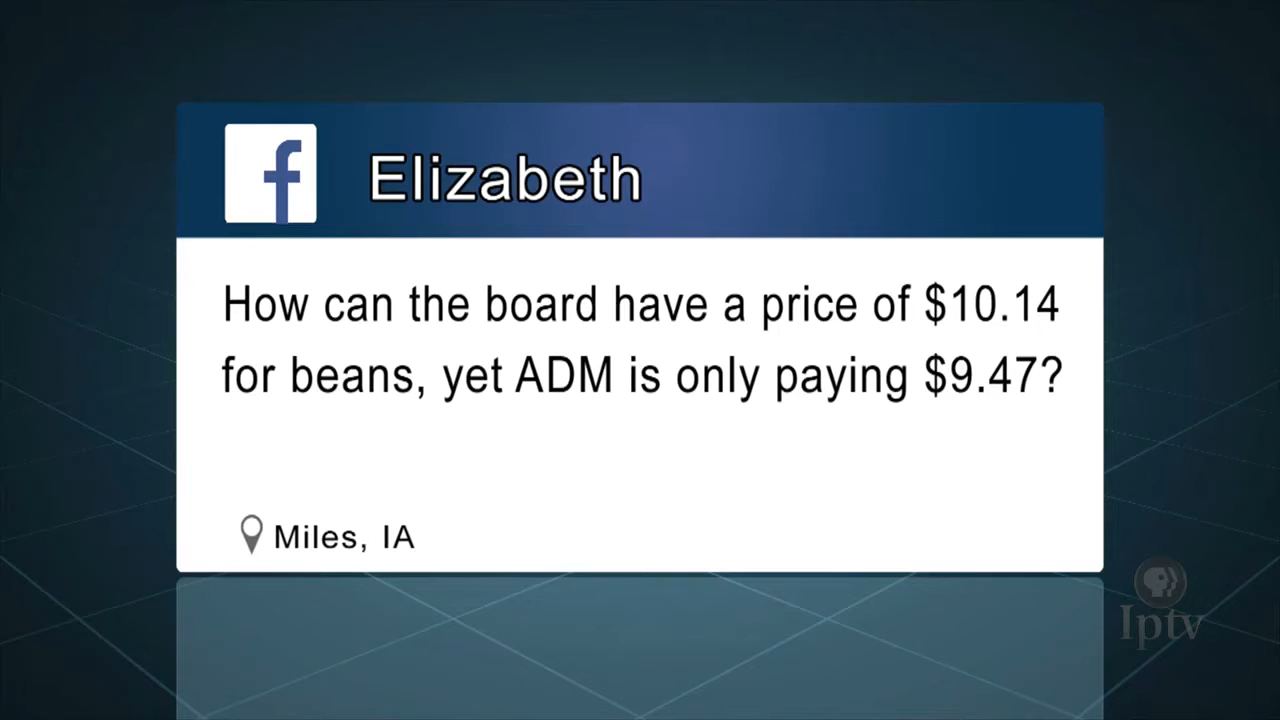 Elizabeth
How can the board have a price of $10.14
for beans, yet ADM is only paying $9.47?
Miles, IA
Iptv